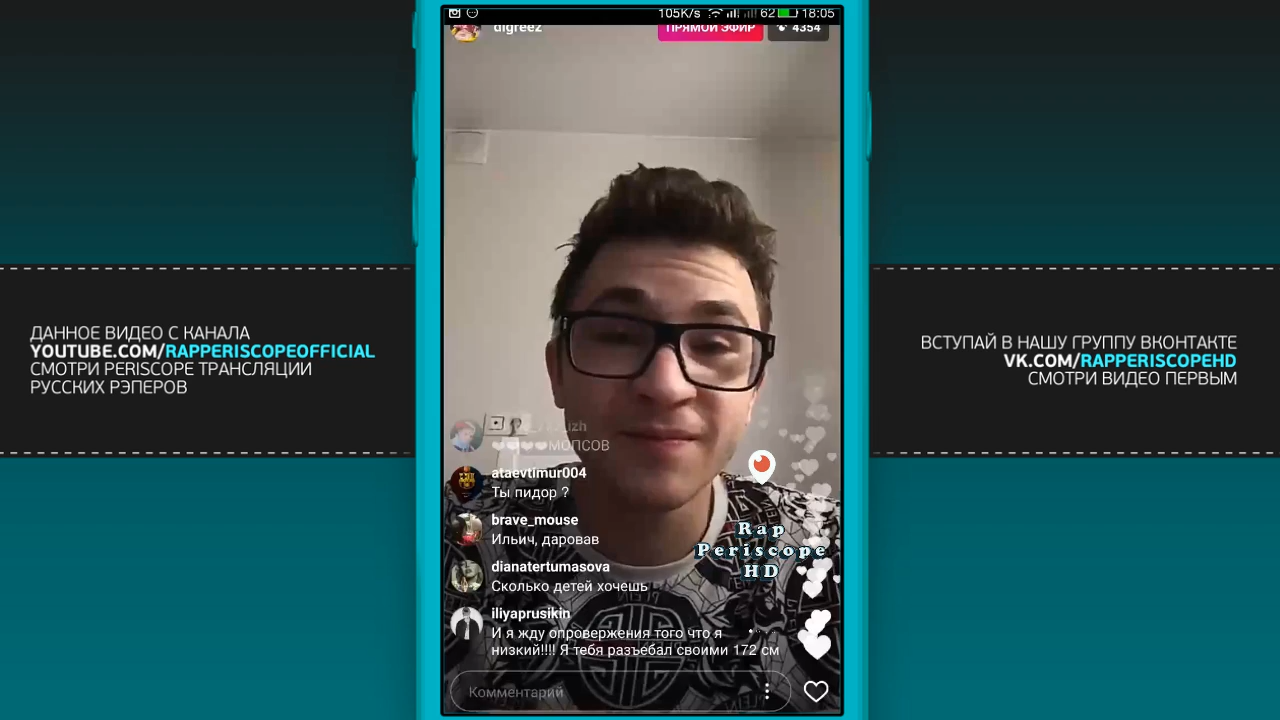 105K/s 62 18:05
digreez
ПРЯМОЙ ЭФИР 4354
ДАННОЕ ВИДЕО С КАНАЛА
YOUTUBE.COM/RAPPERISCOPEOFFICIAL
СМОТРИ PERISCOPE ТРАНСЛЯЦИИ
РУССКИХ РЭПЕРОВ
ВСТУПАЙ В НАШУ ГРУППУ ВКОНТАКТЕ
VK.COM/RAPPERISCOPEHD
СМОТРИ ВИДЕО ПЕРВЫМ
❤❤❤❤МОПСОВ
ataevtimur004
Ты пидор ?
brave_mouse
Ильич, даровав
dianatertumasova
Сколько детей хочешь
iliyaprusikin
И я жду опровержения того что я
низкий!!!! Я тебя разъебал своими 172 см
Rap
Periscope
HD
Комментарий